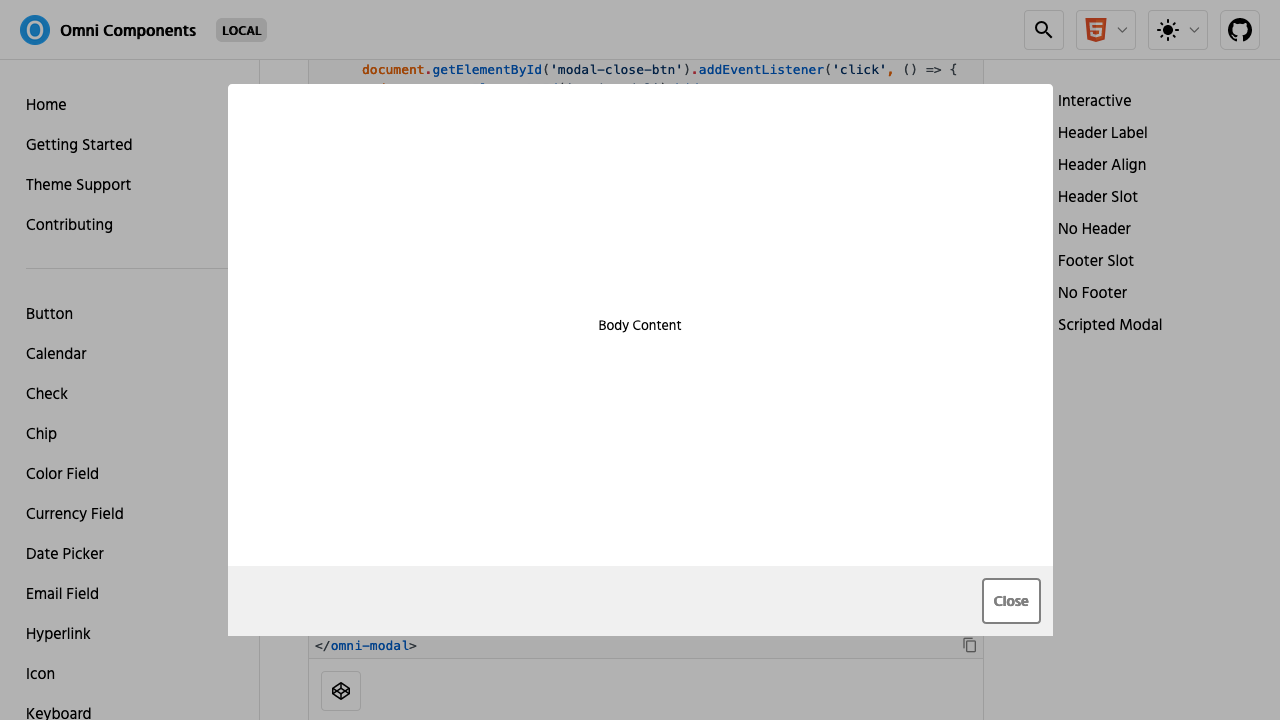 Omni Components
LOCAL
document.getElementById('modal-close-btn').addEventListener('click', () => {
Home
Getting Started
Theme Support
Contributing
Button
Calendar
Check
Chip
Color Field
Currency Field
Date Picker
Email Field
Hyperlink
Icon
Keyboard
Body Content
Close
</omni-modal>
Interactive
Header Label
Header Align
Header Slot
No Header
Footer Slot
No Footer
Scripted Modal